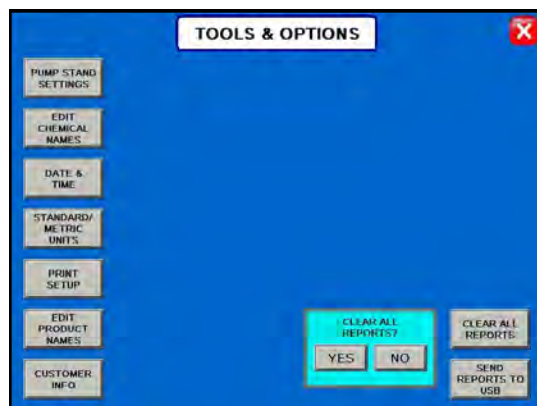 TOOLS & OPTIONS
PUMP STAND
SETTINGS
EDIT
CHEMICAL
NAMES
DATE &
TIME
STANDARD/
METRIC
UNITS
PRINT
SETUP
EDIT
PRODUCT
NAMES
CUSTOMER
INFO
CLEAR ALL
REPORTS?
YES
NO
CLEAR ALL
REPORTS
SEND
REPORTS TO
USB